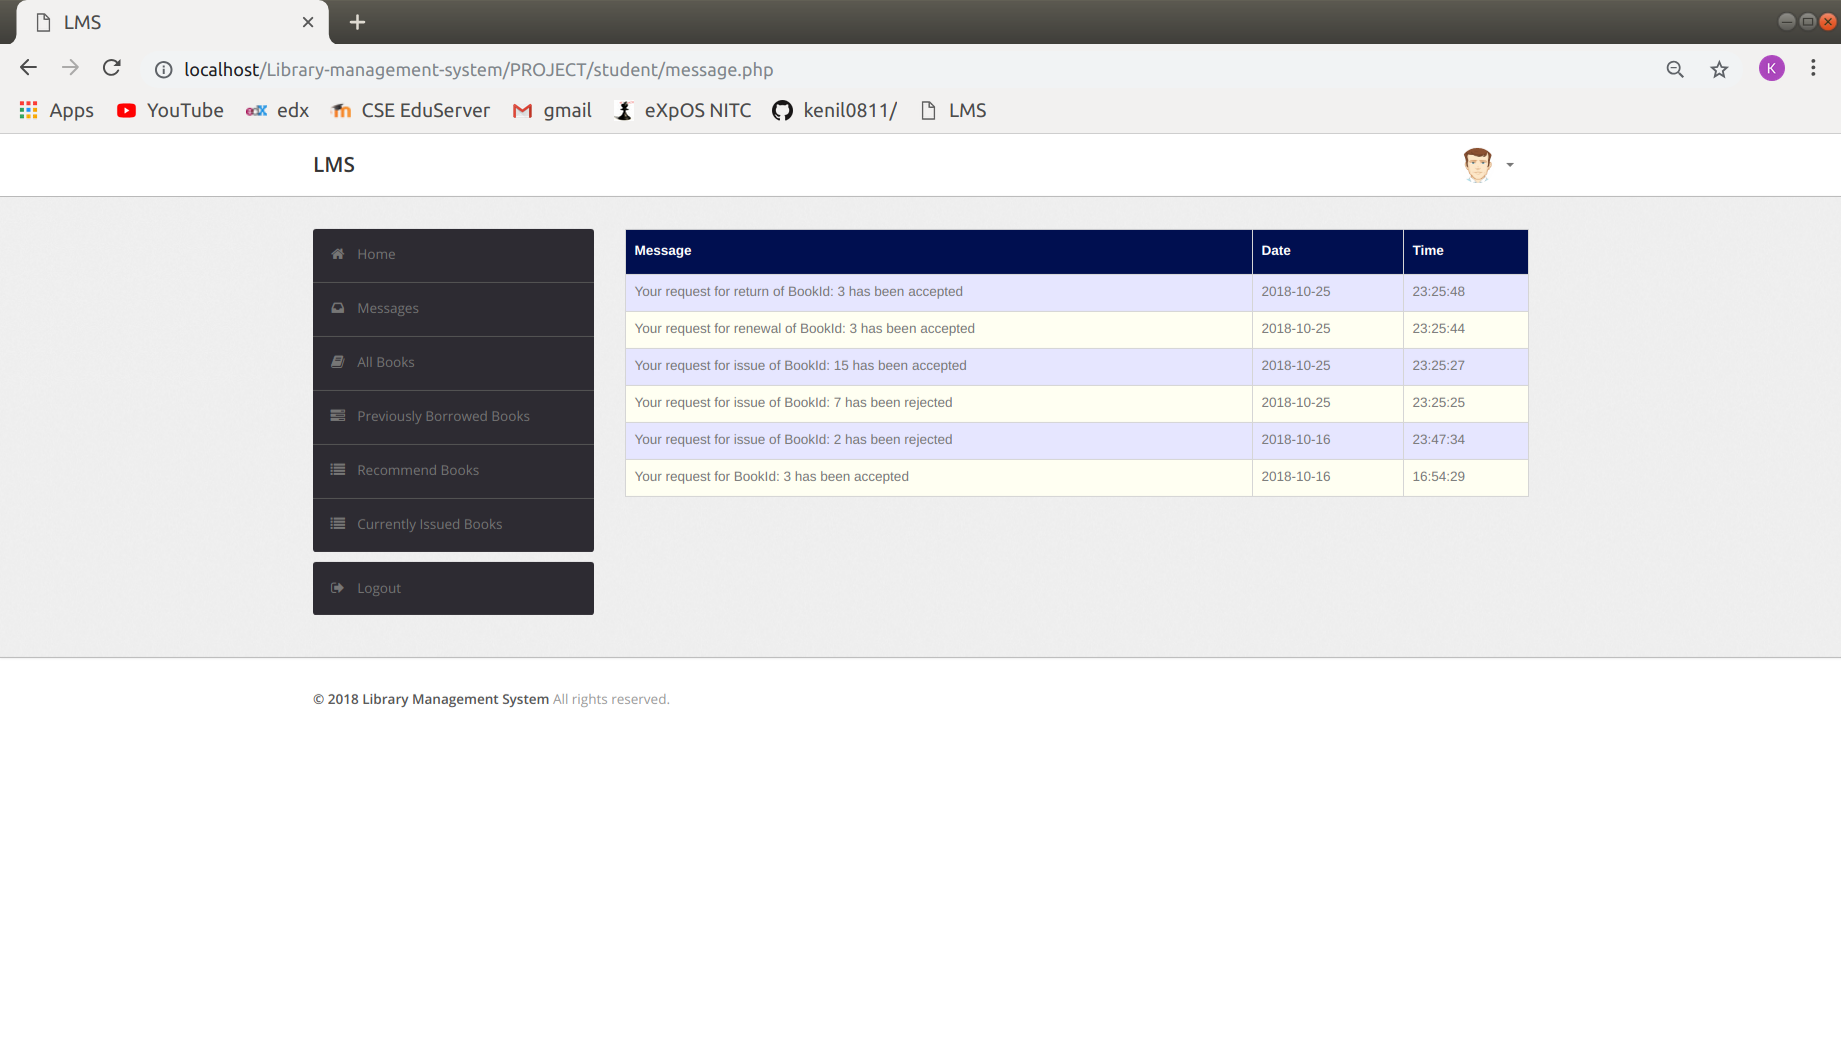 LMS
localhost/Library-management-system/PROJECT/student/message.php
K
Apps YouTube edX edx CSE EduServer gmail eXpOS NITC kenil0811/ LMS
LMS
Home
Messages
All Books
Previously Borrowed Books
Recommend Books
Currently Issued Books
Logout
Message Date Time
Your request for return of BookId: 3 has been accepted 2018-10-25 23:25:48
Your request for renewal of BookId: 3 has been accepted 2018-10-25 23:25:44
Your request for issue of BookId: 15 has been accepted 2018-10-25 23:25:27
Your request for issue of BookId: 7 has been rejected 2018-10-25 23:25:25
Your request for issue of BookId: 2 has been rejected 2018-10-16 23:47:34
Your request for BookId: 3 has been accepted 2018-10-16 16:54:29
© 2018 Library Management System All rights reserved.